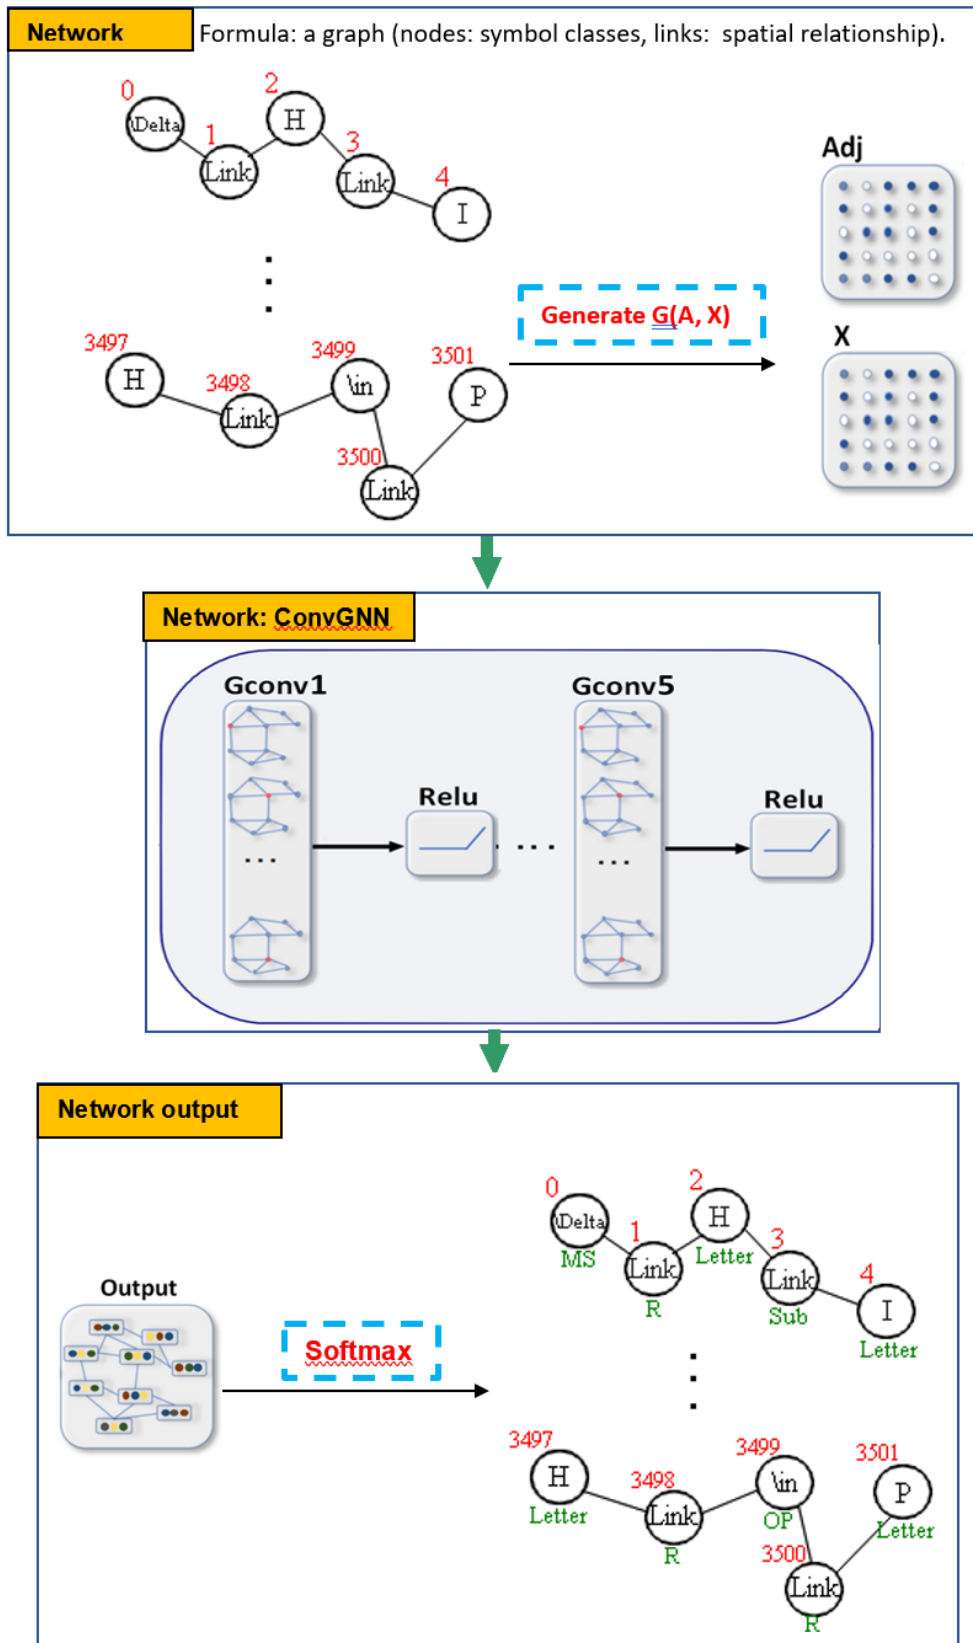 Network
Formula: a graph (nodes: symbol classes, links: spatial relationship).
0
\Delta
1
Link
2
H
3
Link
4
I
Adj
3497
H
3498
Link
3499
\in
3500
Link
3501
P
Generate G(A, X)
X
Network: ConvGNN
Gconv1
Relu
...
Gconv5
Relu
...
...
Network output
Output
Softmax
0
\Delta
MS
1
Link
R
2
H
Letter
3
Link
Sub
4
I
Letter
3497
H
Letter
3498
Link
R
3499
\in
OP
3500
Link
R
3501
P
Letter